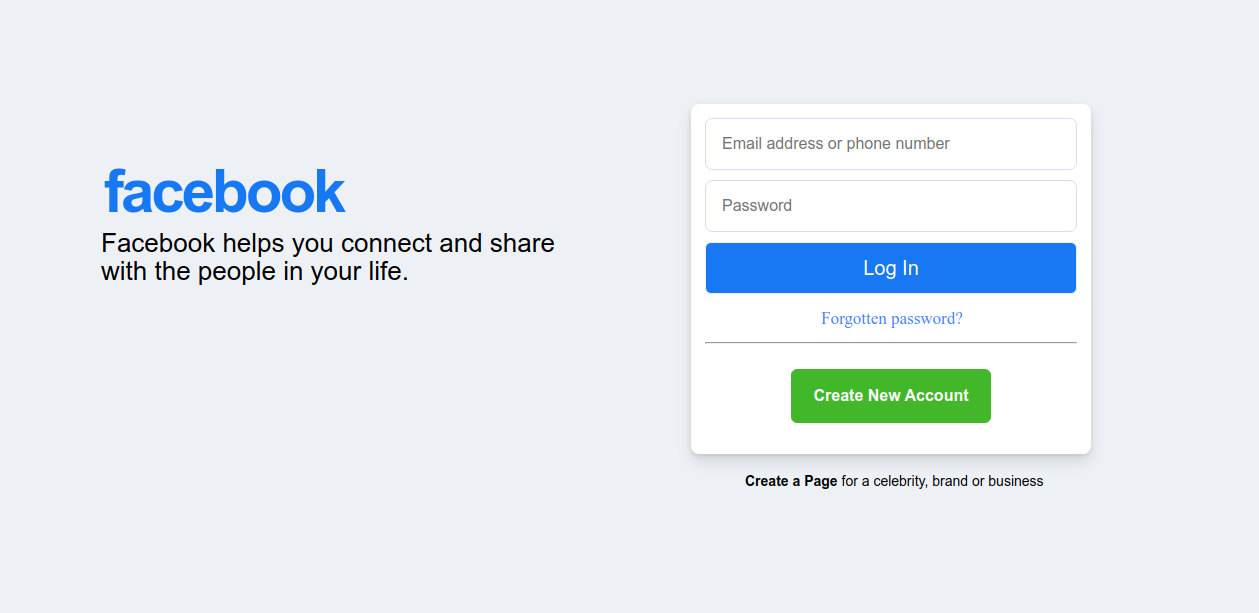 facebook
Facebook helps you connect and share
with the people in your life.
Email address or phone number
Password
Log In
Forgotten password?
Create New Account
Create a Page for a celebrity, brand or business